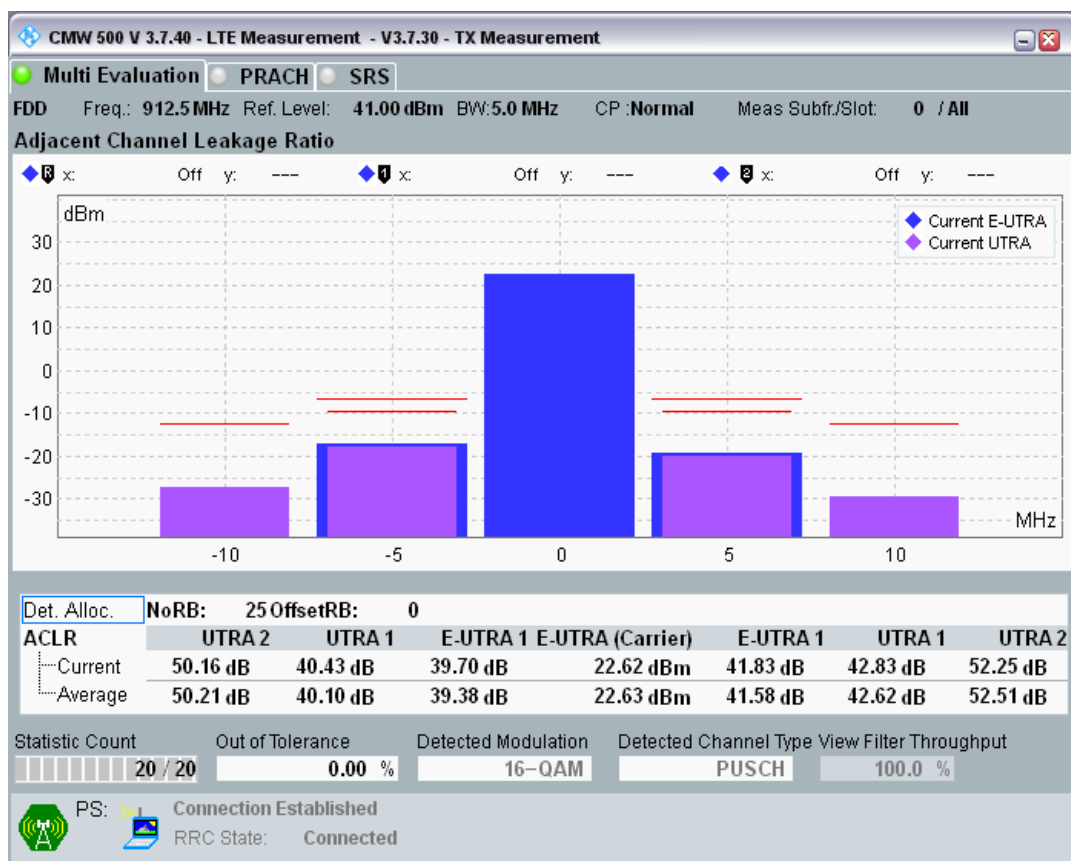 CMW 500 V 3.7.40 - LTE Measurement - V3.7.30 - TX Measurement
Multi Evaluation PRACH SRS
FDD Freq.: 912.5 MHz Ref. Level: 41.00 dBm BW:5.0 MHz CP :Normal Meas Subfr./Slot: 0 / All
Adjacent Channel Leakage Ratio
R x: Off y: --- 1 x: Off y: --- 2 x: Off y: ---
dBm
Current E-UTRA
Current UTRA
30
20
10
0
-10
-20
-30
MHz
-10 -5 0 5 10
Det. Alloc. NoRB: 25 OffsetRB: 0
ACLR UTRA 2 UTRA 1 E-UTRA 1 E-UTRA (Carrier) E-UTRA 1 UTRA 1 UTRA 2
Current 50.16 dB 40.43 dB 39.70 dB 22.62 dBm 41.83 dB 42.83 dB 52.25 dB
Average 50.21 dB 40.10 dB 39.38 dB 22.63 dBm 41.58 dB 42.62 dB 52.51 dB
Statistic Count Out of Tolerance Detected Modulation Detected Channel Type View Filter Throughput
20 / 20 0.00 % 16-QAM PUSCH 100.0 %
PS: Connection Established
RRC State: Connected